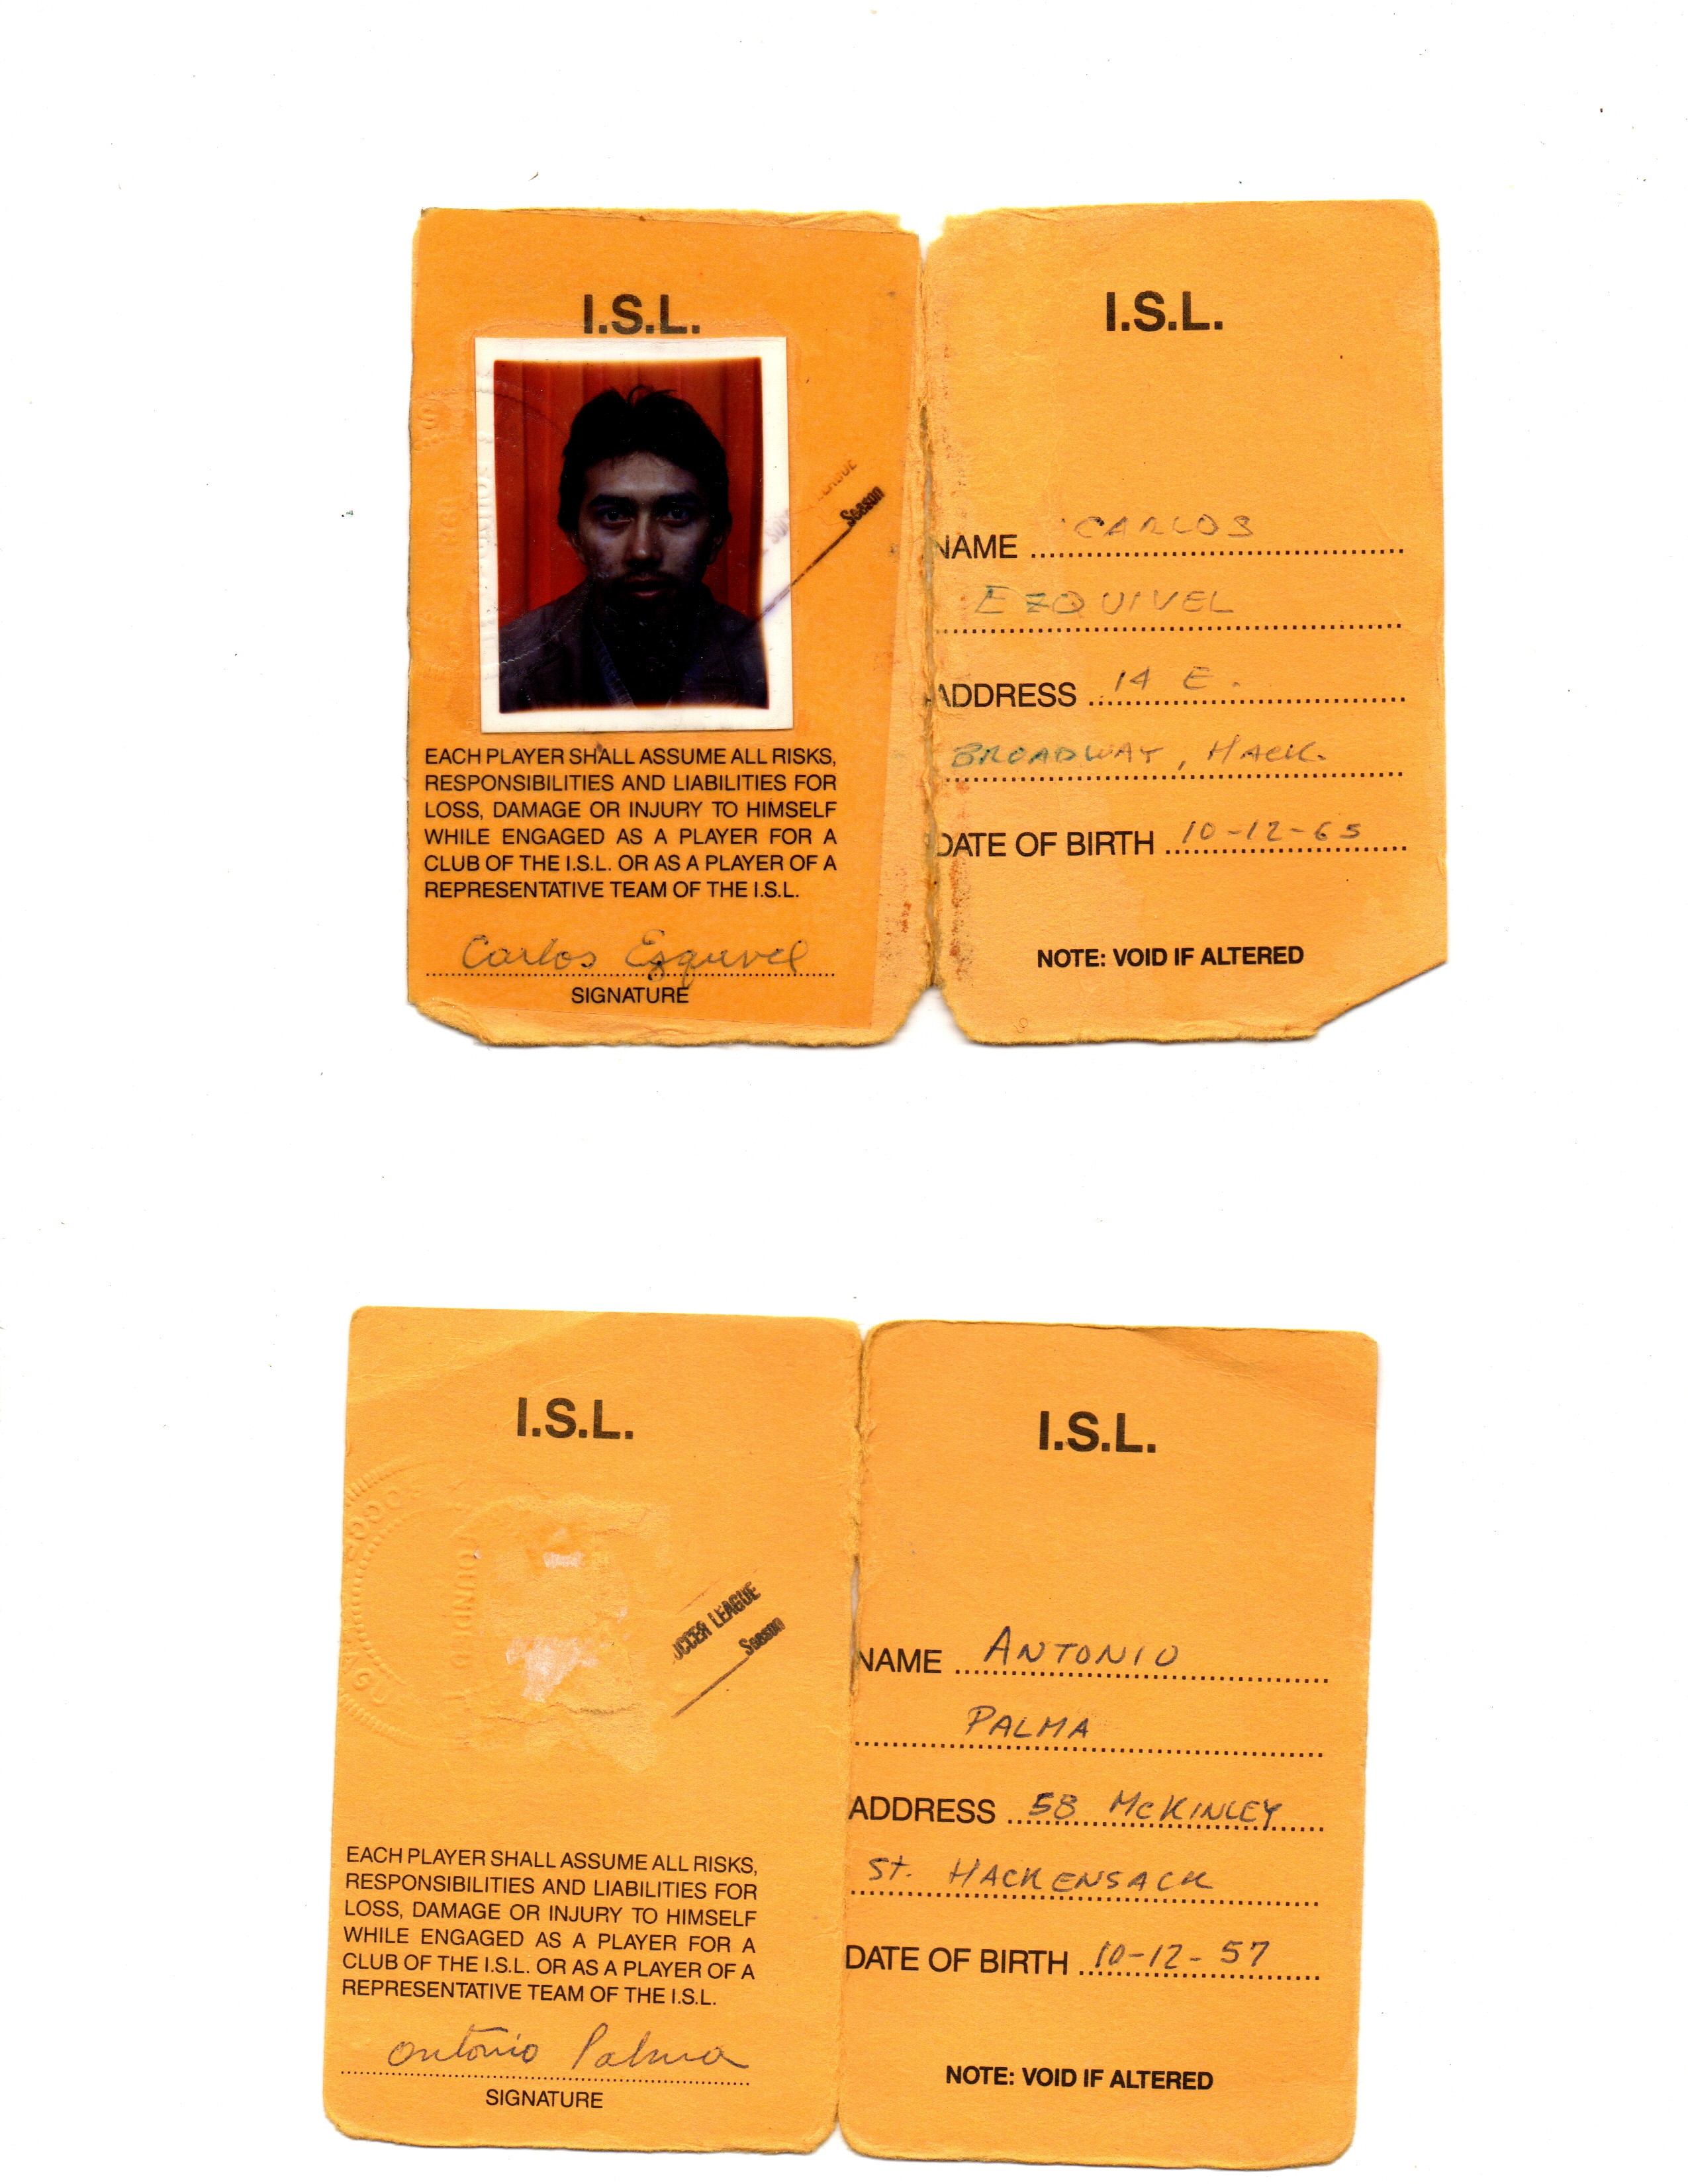 I.S.L.
LEAGUE
Season
EACH PLAYER SHALL ASSUME ALL RISKS,
RESPONSIBILITIES AND LIABILITIES FOR
LOSS, DAMAGE OR INJURY TO HIMSELF
WHILE ENGAGED AS A PLAYER FOR A
CLUB OF THE I.S.L. OR AS A PLAYER OF A
REPRESENTATIVE TEAM OF THE I.S.L.
Carlos Ezquivel
SIGNATURE
I.S.L.
NAME CARLOS
EZQUIVEL
ADDRESS 14 E.
BROADWAY, HACK.
DATE OF BIRTH 10-12-65
NOTE: VOID IF ALTERED
I.S.L.
FOUNDED
OCCER LEAGUE
Season
EACH PLAYER SHALL ASSUME ALL RISKS,
RESPONSIBILITIES AND LIABILITIES FOR
LOSS, DAMAGE OR INJURY TO HIMSELF
WHILE ENGAGED AS A PLAYER FOR A
CLUB OF THE I.S.L. OR AS A PLAYER OF A
REPRESENTATIVE TEAM OF THE I.S.L.
Antonio Palma
SIGNATURE
I.S.L.
NAME ANTONIO
PALMA
ADDRESS 58 McKINLEY
St. HACKENSACK
DATE OF BIRTH 10-12-57
NOTE: VOID IF ALTERED